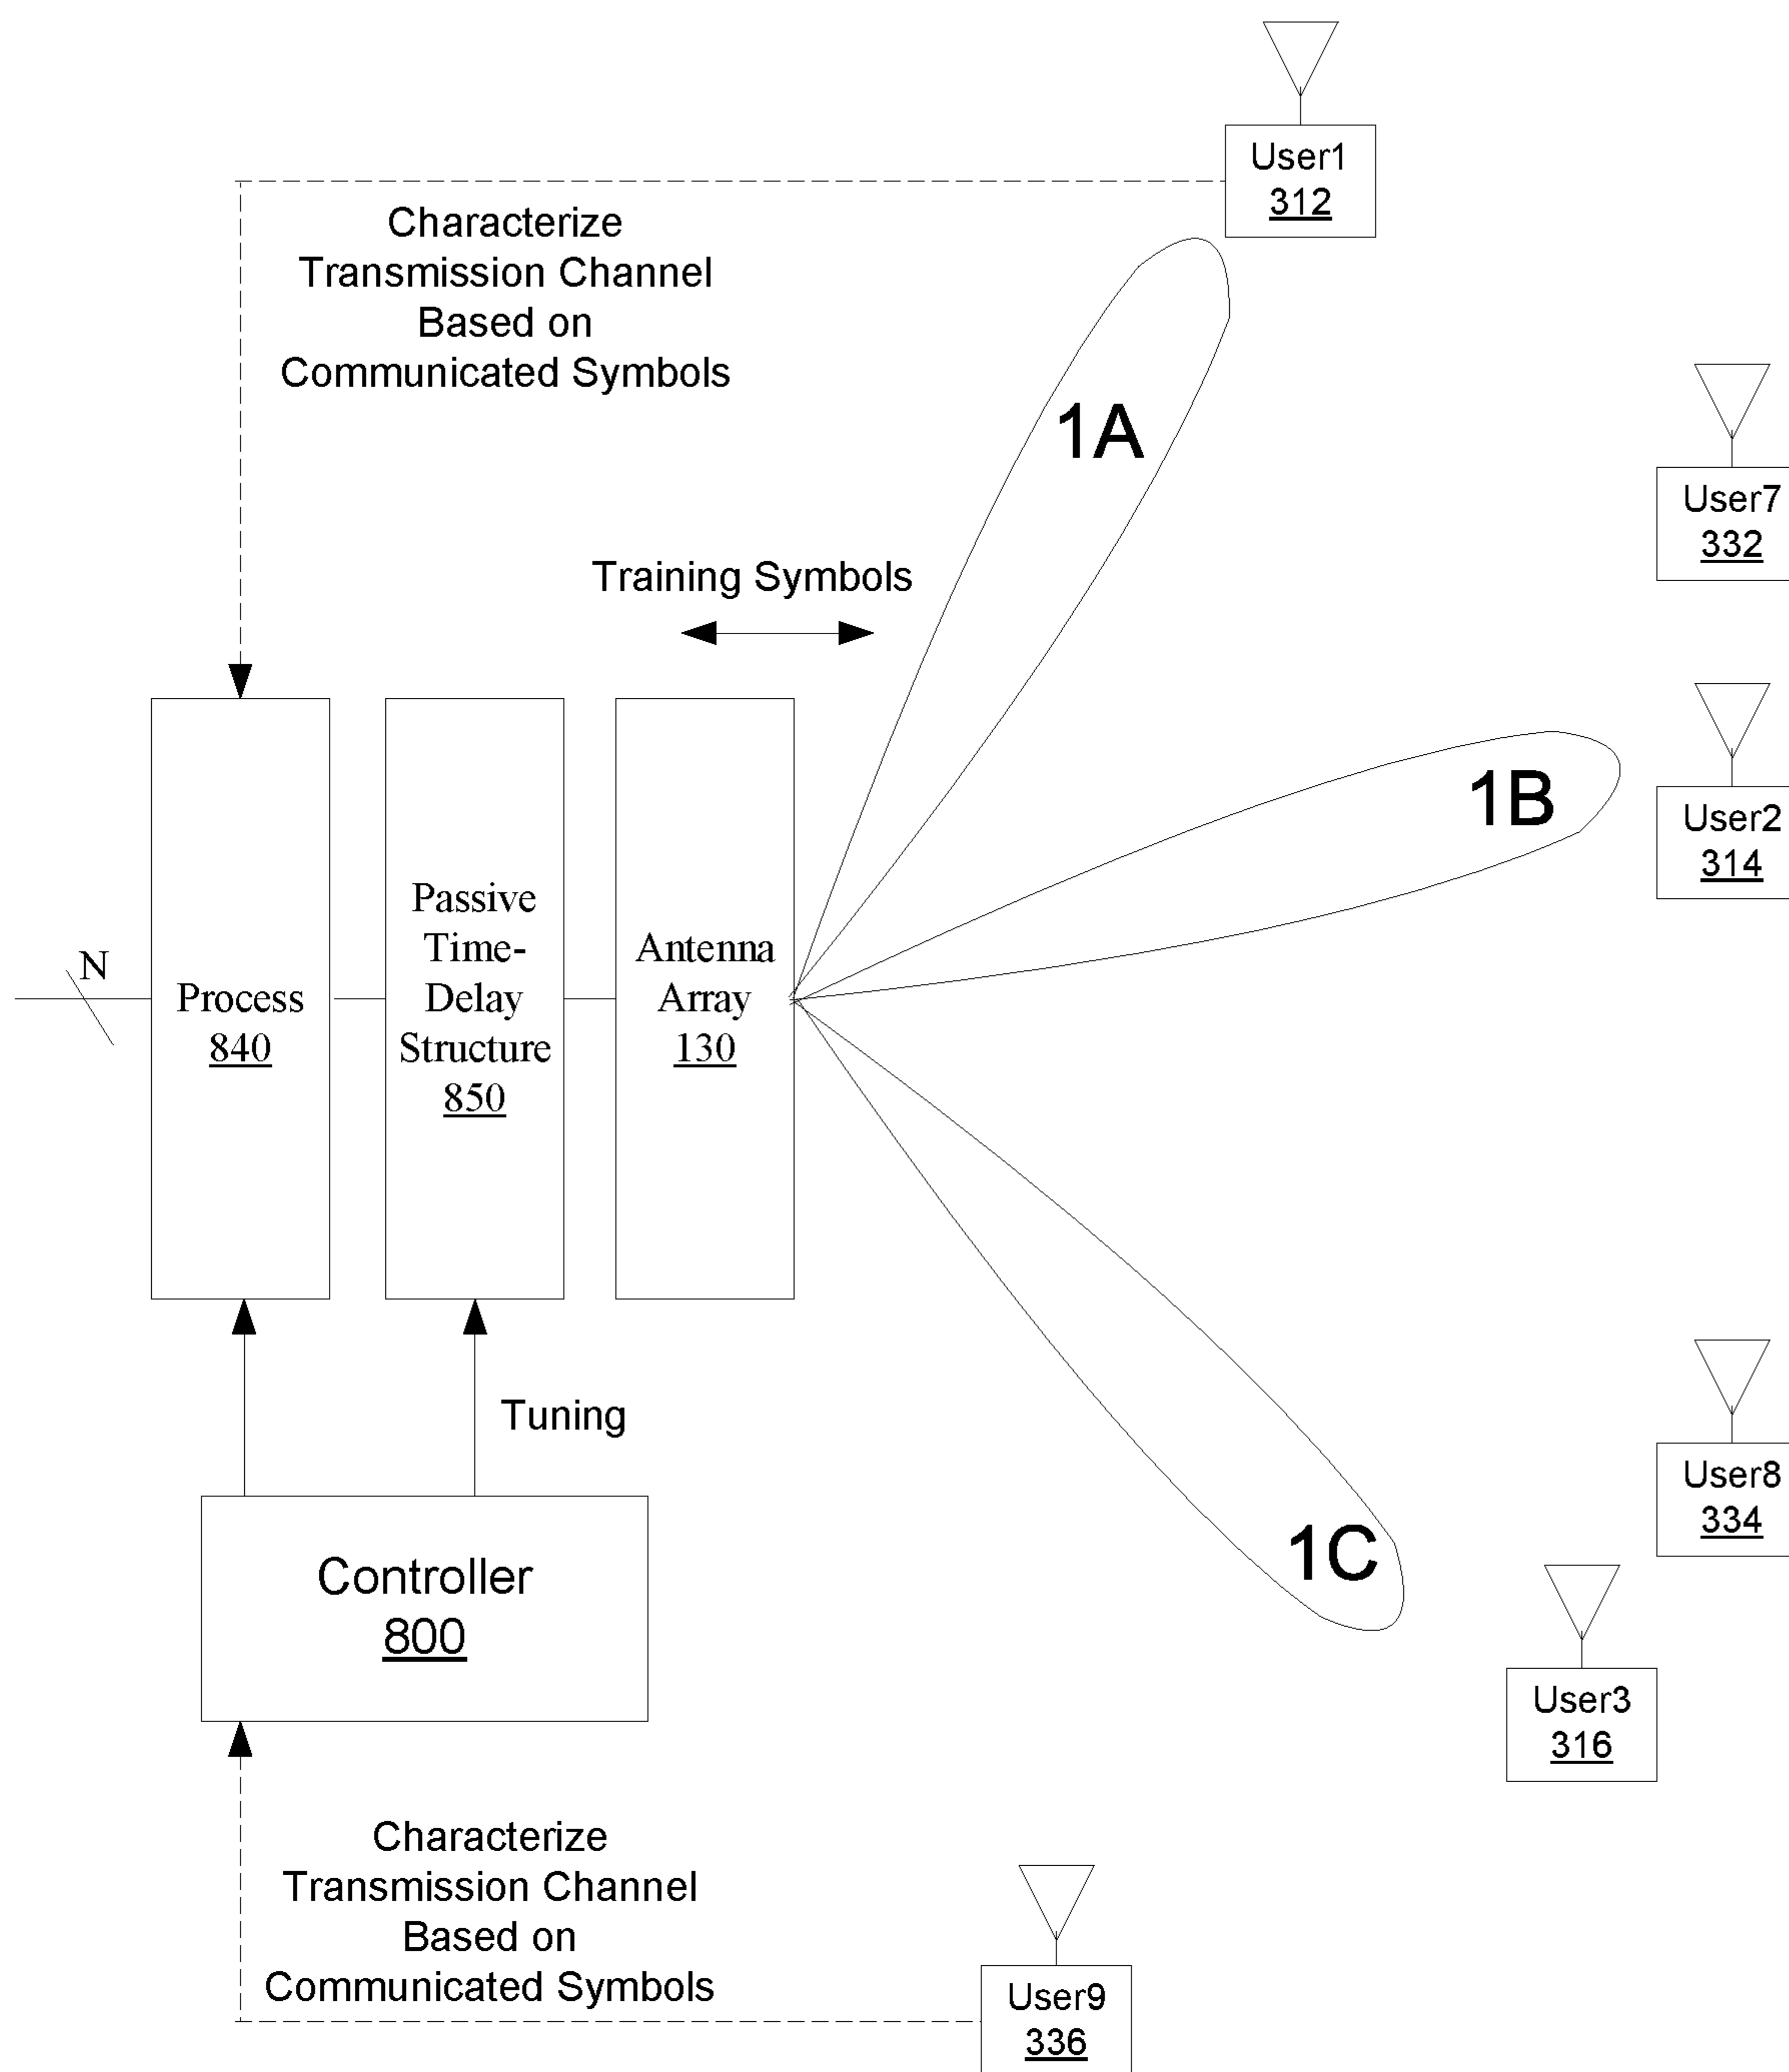 User1
312
Characterize
Transmission Channel
Based on
Communicated Symbols
1A
User7
332
Training Symbols
User2
314
1B
N
Process
840
Passive
Time-
Delay
Structure
850
Antenna
Array
130
Tuning
User8
334
1C
Controller
800
User3
316
Characterize
Transmission Channel
Based on
Communicated Symbols
User9
336